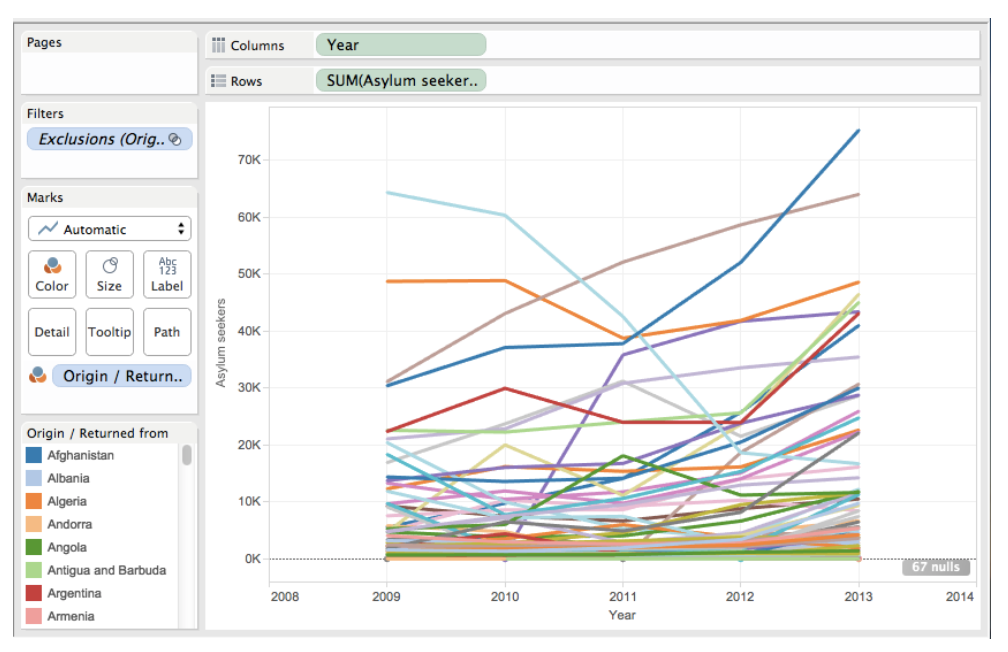 Pages
Columns
Year
Rows
SUM(Asylum seeker..
Filters
Exclusions (Orig..
Marks
Automatic
Color
Size
Abc
123
Label
Detail
Tooltip
Path
Origin / Return..
Origin / Returned from
Afghanistan
Albania
Algeria
Andorra
Angola
Antigua and Barbuda
Argentina
Armenia
Asylum seekers
70K
60K
50K
40K
30K
20K
10K
0K
67 nulls
2008 2009 2010 2011 2012 2013 2014
Year